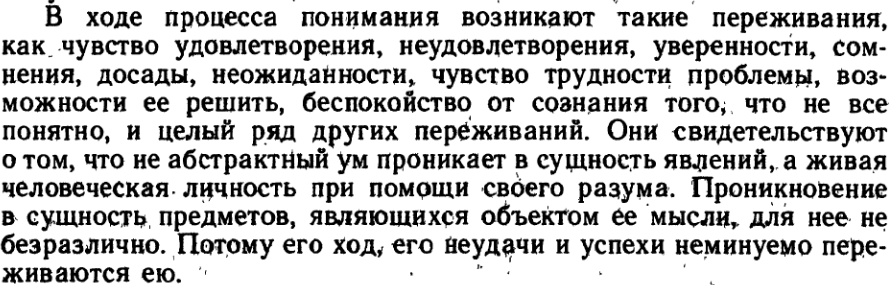 В ходе процесса понимания возникают такие переживания,
как чувство удовлетворения, неудовлетворения, уверенности, сом-
нения, досады, неожиданности, чувство трудности проблемы, воз-
можности ее решить, беспокойство от сознания того, что не все
понятно, и целый ряд других переживаний. Они свидетельствуют
о том, что не абстрактный ум проникает в сущность явлений, а живая
человеческая личность при помощи своего разума. Проникновение
в сущность предметов, являющихся объектом ее мысли, для нее не
безразлично. Потому его ход, его неудачи и успехи неминуемо пере-
живаются ею.